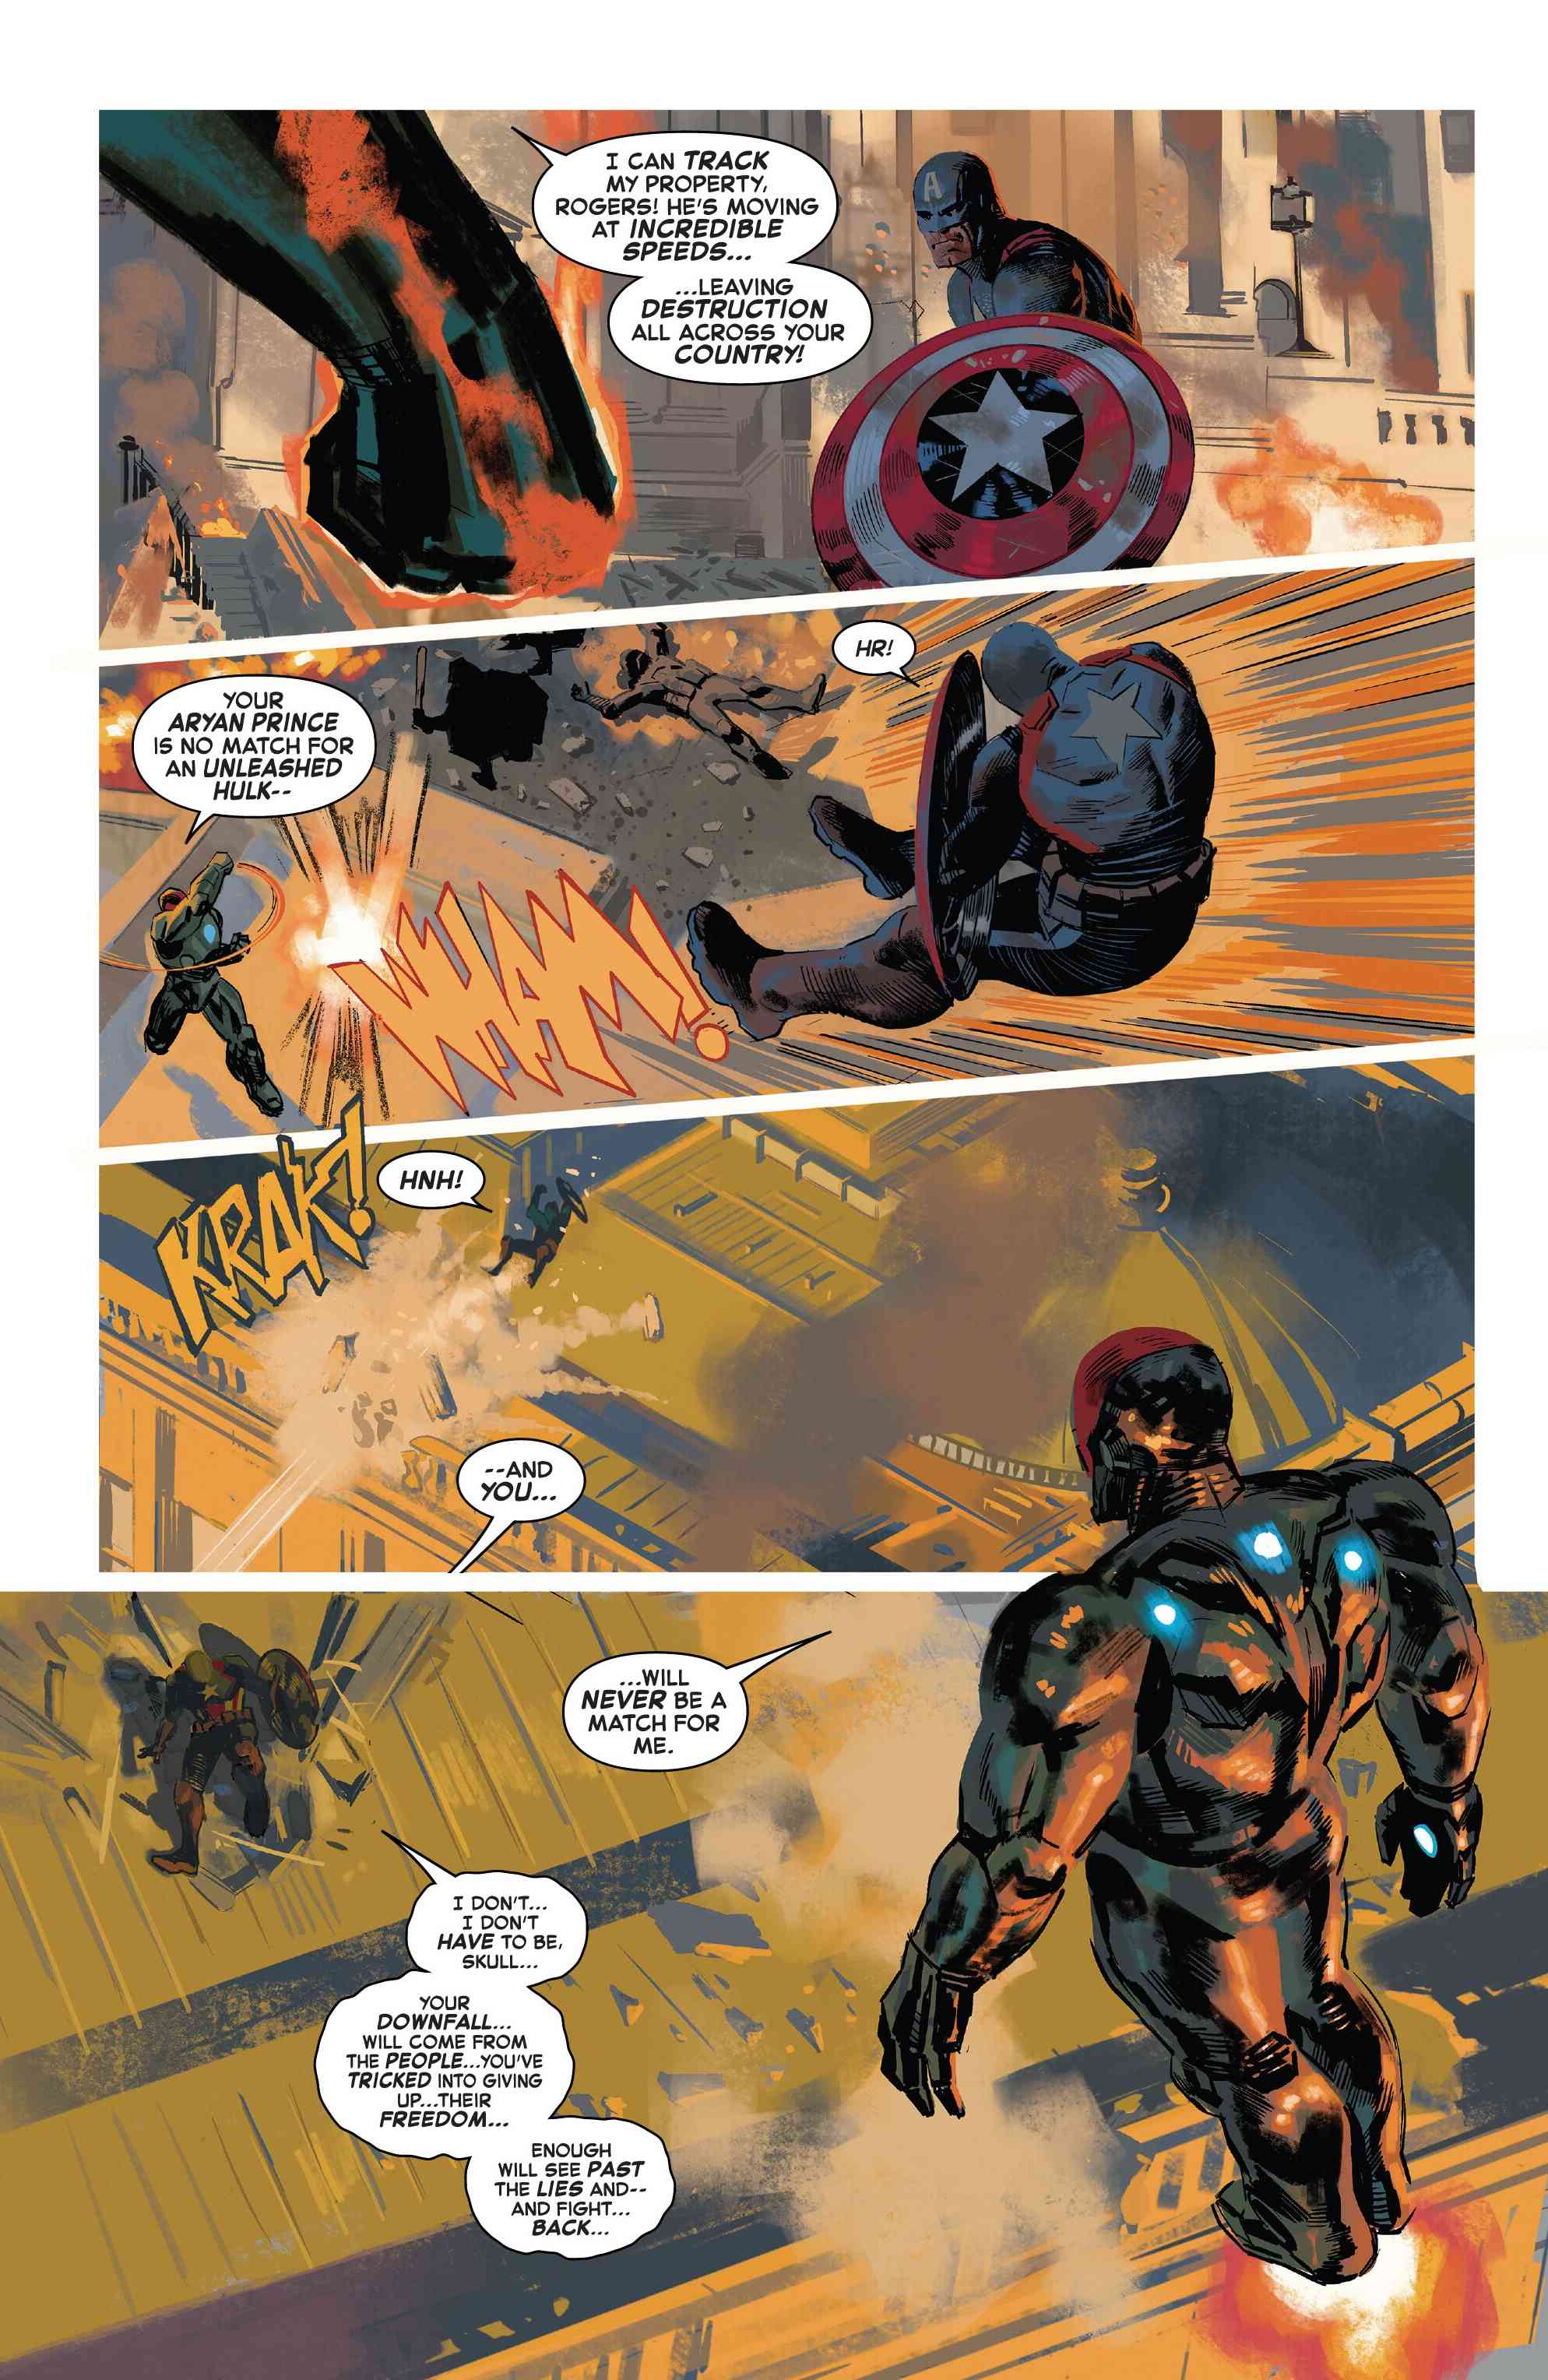 I CAN TRACK
MY PROPERTY,
ROGERS! HE'S MOVING
AT INCREDIBLE
SPEEDS...
...LEAVING
DESTRUCTION
ALL ACROSS YOUR
COUNTRY!
A
YOUR
ARYAN PRINCE
IS NO MATCH FOR
AN UNLEASHED
HULK--
HR!
WHAM!
KRAK!
HNH!
--AND
YOU...
...WILL
NEVER BE A
MATCH FOR
ME.
I DON'T...
I DON'T
HAVE TO BE,
SKULL...
YOUR
DOWNFALL...
WILL COME FROM
THE PEOPLE...YOU'VE
TRICKED INTO GIVING
UP...THEIR
FREEDOM...
ENOUGH
WILL SEE PAST
THE LIES AND--
AND FIGHT...
BACK...